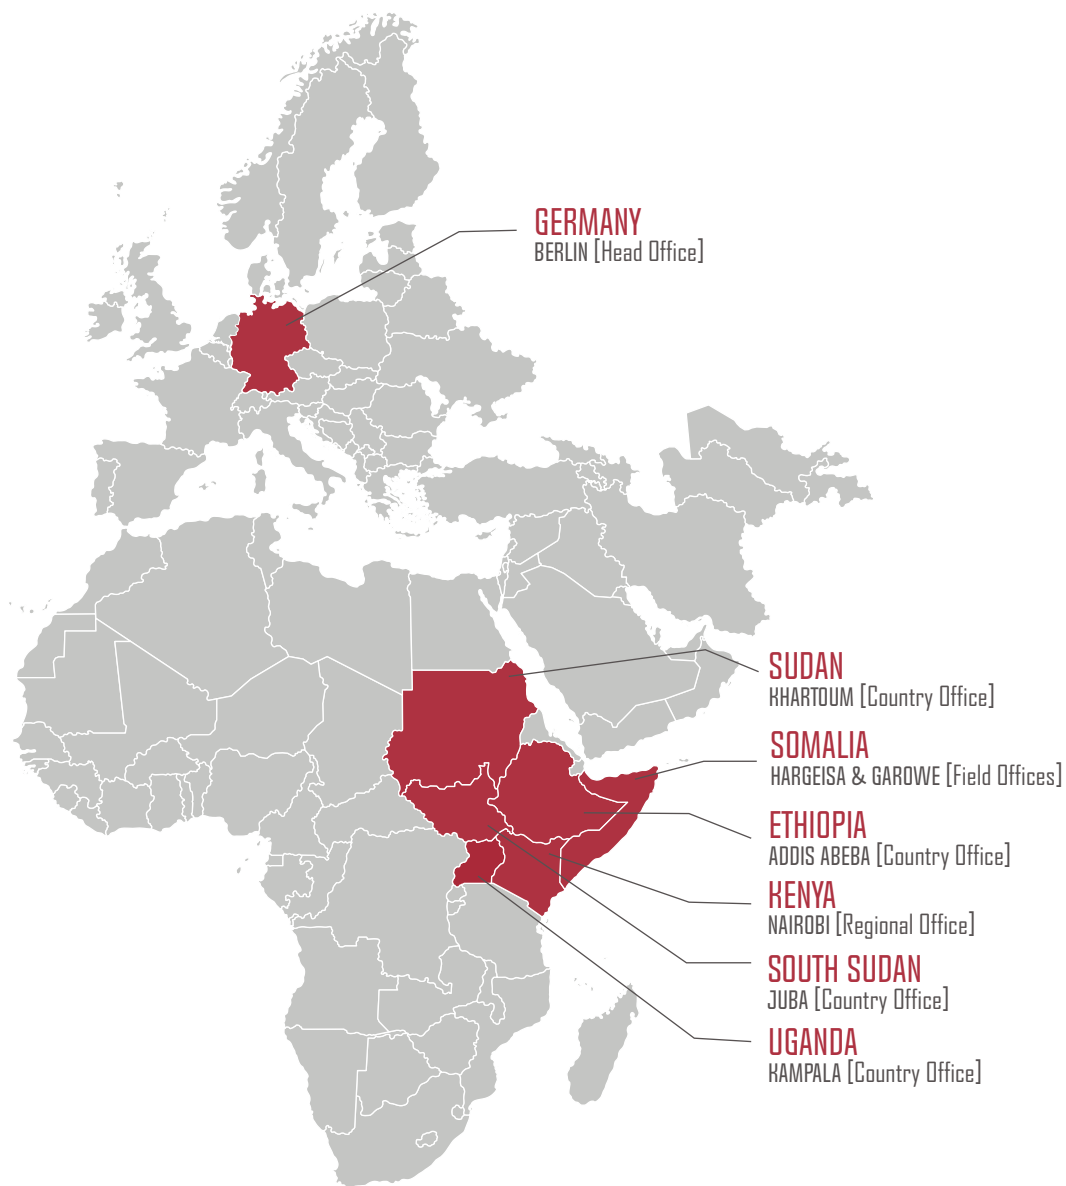 GERMANY
BERLIN [Head Office]
SUDAN
KHARTOUM [Country Office]
SOMALIA
HARGEISA & GAROWE [Field Offices]
ETHIOPIA
ADDIS ABEBA [Country Office]
KENYA
NAIROBI [Regional Office]
SOUTH SUDAN
JUBA [Country Office]
UGANDA
KAMPALA [Country Office]